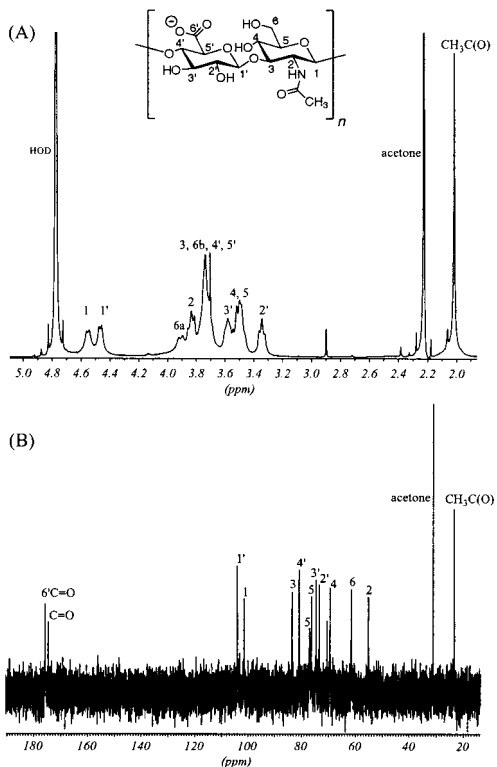 (A)
⊖
O
O
6'
4'
5'
O
O
HO
3'
2'
OH
1'
O
HO
6
HO
4
5
O
3
2
HN
1
O
CH₃
n
CH₃C(O)
HOD
acetone
3, 6b, 4', 5'
1 1'
6a
2
3'
4, 5
2'
5.0 4.8 4.6 4.4 4.2 4.0 3.8 3.6 3.4 3.2 3.0 2.8 2.6 2.4 2.2 2.0
(ppm)
(B)
acetone
CH₃C(O)
6'C=O
C=O
1'
1
3
4'
5
5
3'
2'
4
6
2
180 160 140 120 100 80 60 40 20
(ppm)